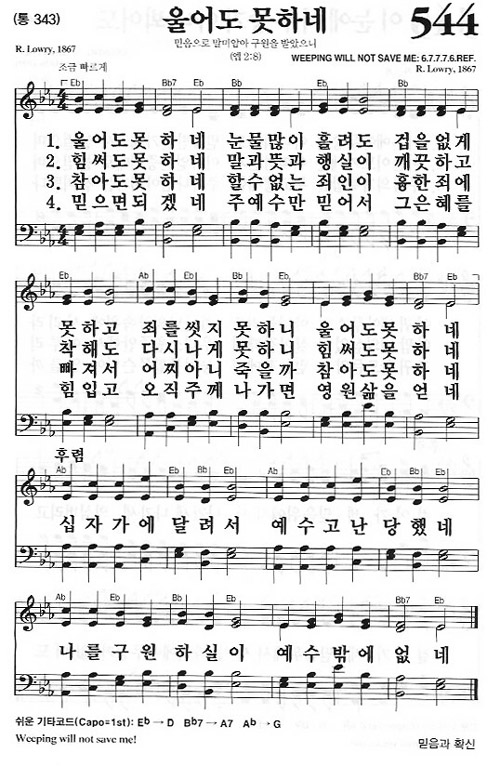 (통 343)
울어도 못하네
544
믿음으로 말미암아 구원을 받았으니
(엡 2:8)
R. Lowry, 1867
WEEPING WILL NOT SAVE ME: 6.7.7.7.6.REF.
R. Lowry, 1867
조금 빠르게
Eb Bb7 Eb Bb Eb Bb
1. 울어도못 하 네 눈물많이 흘려도 겁을없게
2. 힘써도못 하 네 말과뜻과 행실이 깨끗하고
3. 참아도못 하 네 할수없는 죄인이 흉한죄에
4. 믿으면되 겠 네 주예수만 믿어서 그은혜를
Eb Ab Eb Bb Eb Bb7 Eb
못하고 죄를씻지 못하니 울어도못 하 네
착해도 다시나게 못하니 힘써도못 하 네
빠져서 어찌아니 죽을까 참아도못 하 네
힘입고 오직주께 나가면 영원삶을 얻네
후렴
Ab Eb Bb Eb Ab Eb Bb7 Eb
십자가에 달려서 예수고난 당했네
Ab Eb Bb Eb Bb7 Eb
나를구원 하실이 예수밖에 없네
쉬운 기타코드(Capo=1st): Eb → D Bb7 → A7 Ab → G
Weeping will not save me!
믿음과 확신